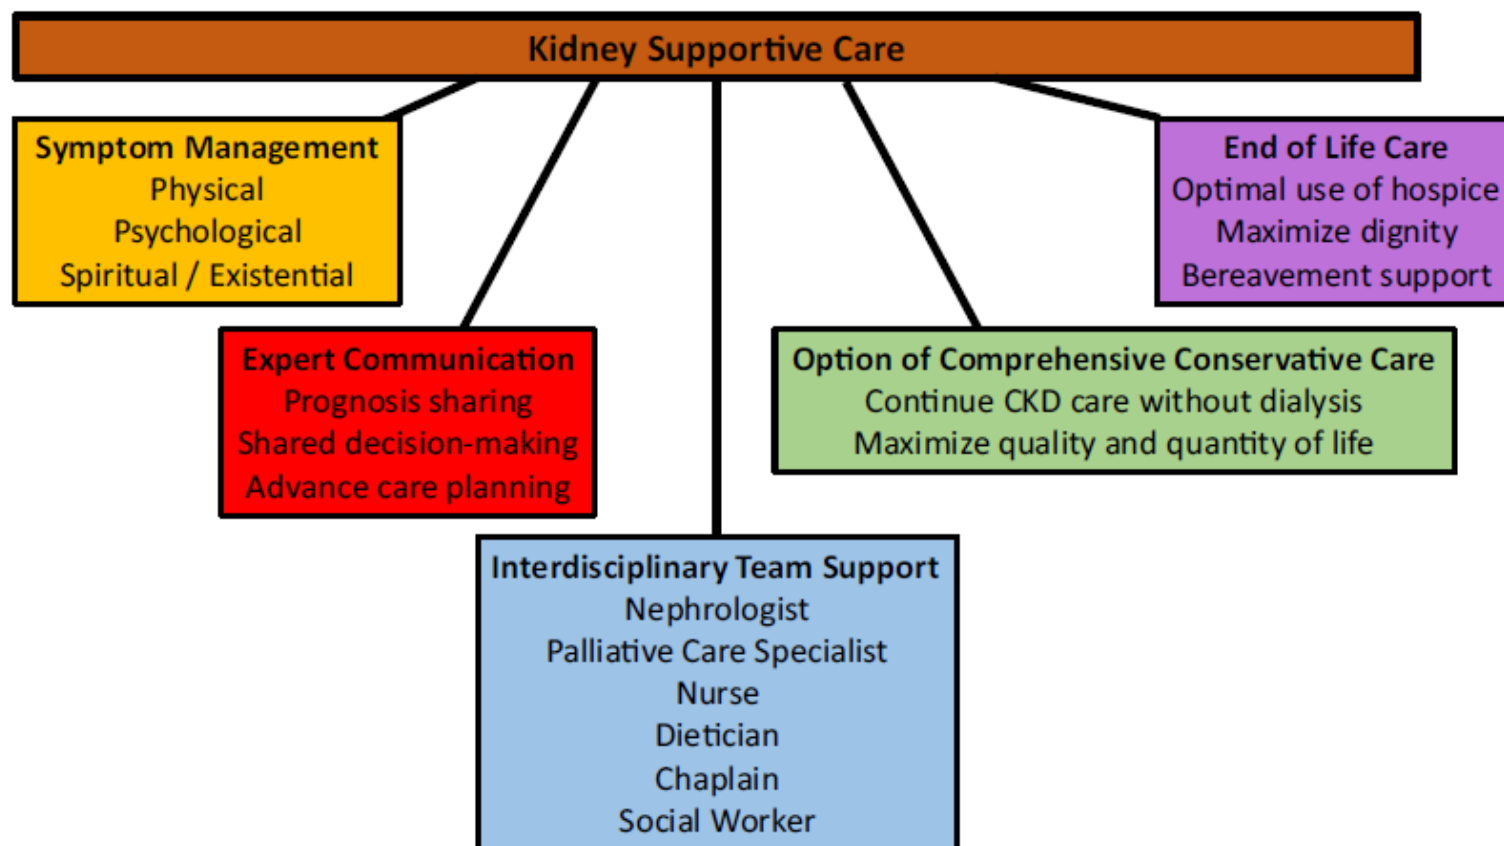 Kidney Supportive Care
Symptom Management
Physical
Psychological
Spiritual / Existential
Expert Communication
Prognosis sharing
Shared decision-making
Advance care planning
Interdisciplinary Team Support
Nephrologist
Palliative Care Specialist
Nurse
Dietician
Chaplain
Social Worker
Option of Comprehensive Conservative Care
Continue CKD care without dialysis
Maximize quality and quantity of life
End of Life Care
Optimal use of hospice
Maximize dignity
Bereavement support